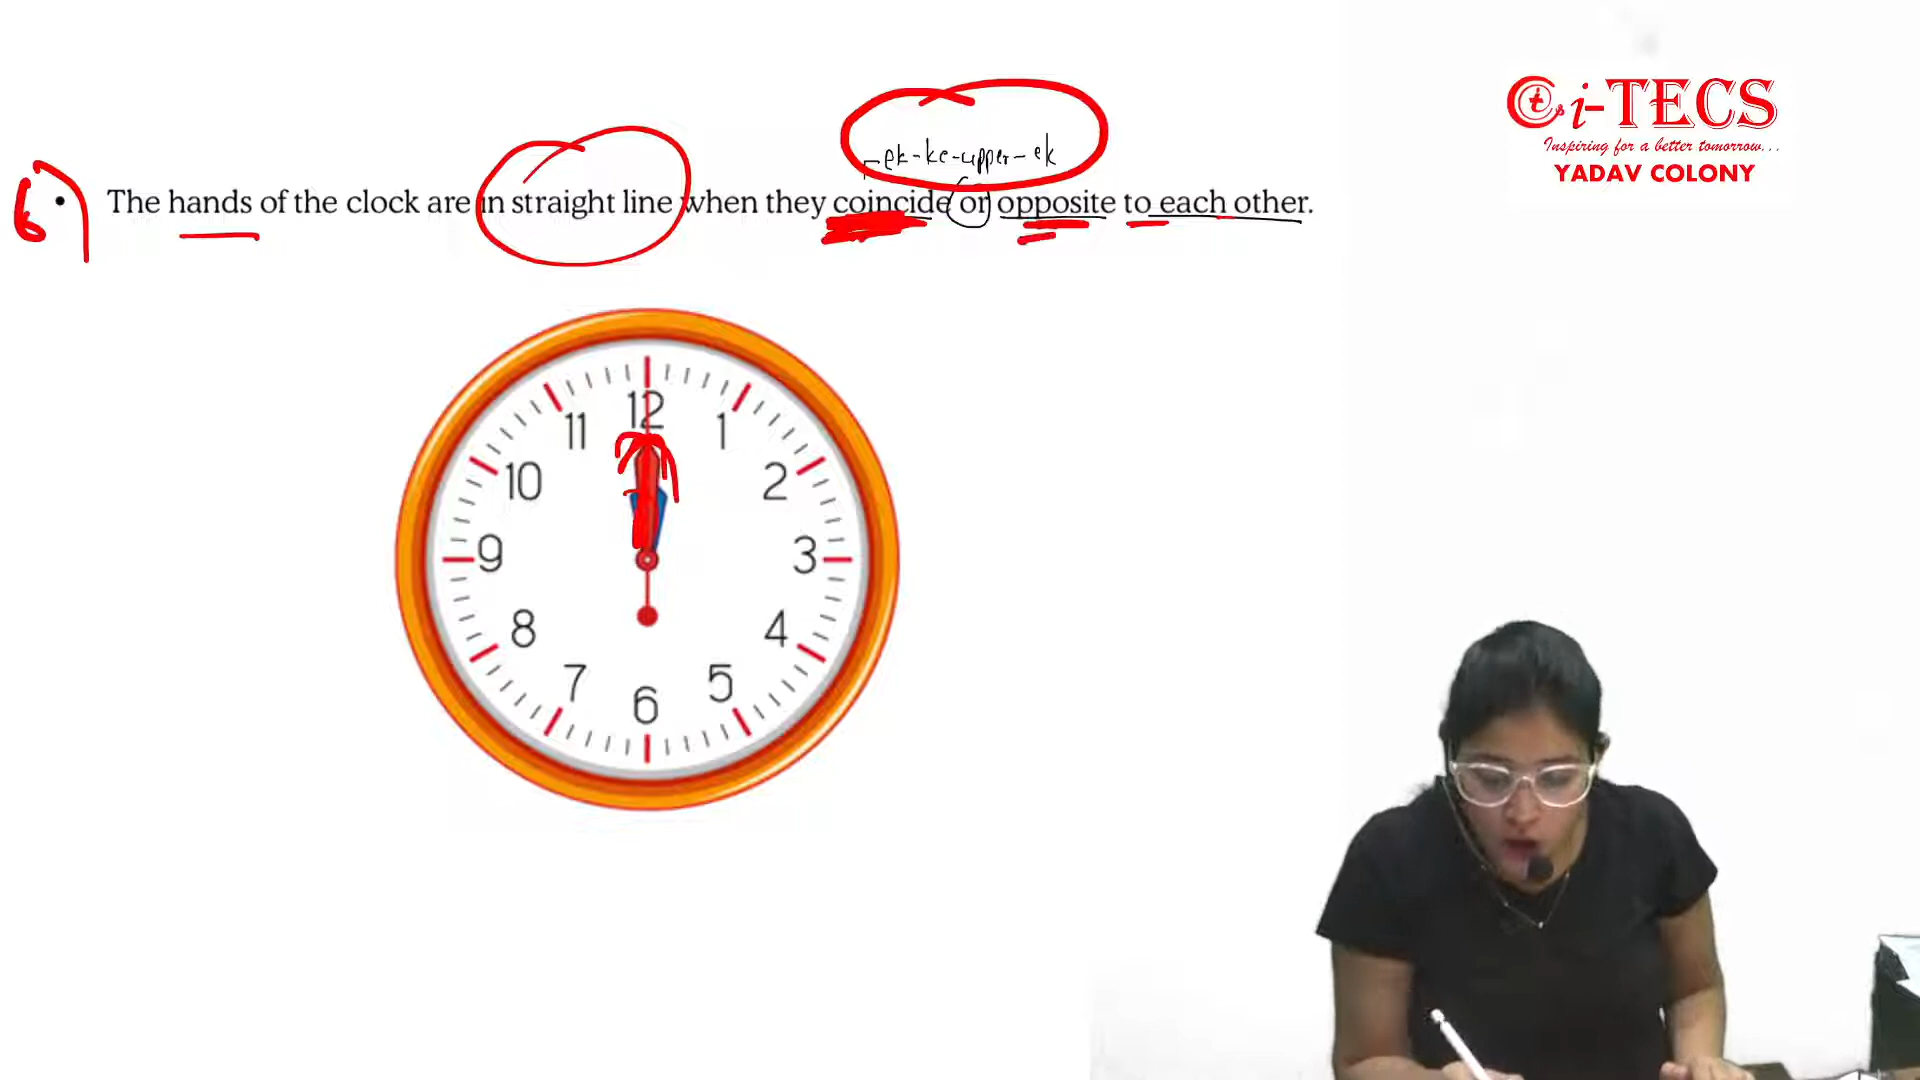 i-TECS
Inspiring for a better tomorrow...
YADAV COLONY
ek-ke-upper-ek
6)
• The hands of the clock are in straight line when they coincide or opposite to each other.
12
11 1
10 2
9 3
8 4
7 5
6